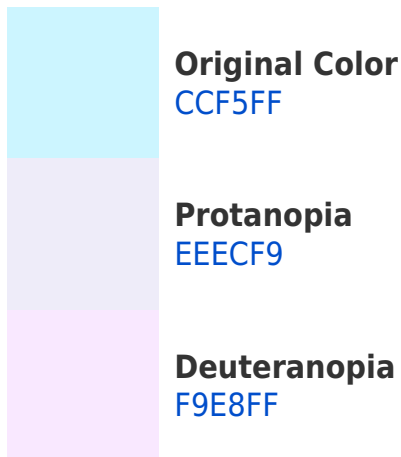 Original Color
CCF5FF
Protanopia
EEECF9
Deuteranopia
F9E8FF